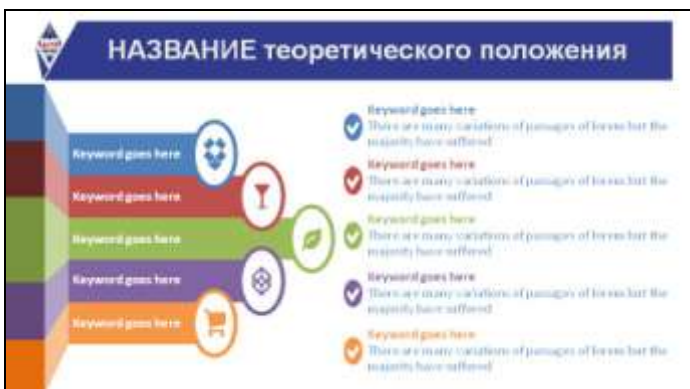 НАЗВАНИЕ теоретического положения
Keyword goes here
Keyword goes here
Keyword goes here
Keyword goes here
Keyword goes here
Keyword goes here
There are many variations of passages of lorem but the
majority have suffered
Keyword goes here
There are many variations of passages of lorem but the
majority have suffered
Keyword goes here
There are many variations of passages of lorem but the
majority have suffered
Keyword goes here
There are many variations of passages of lorem but the
majority have suffered
Keyword goes here
There are many variations of passages of lorem but the
majority have suffered